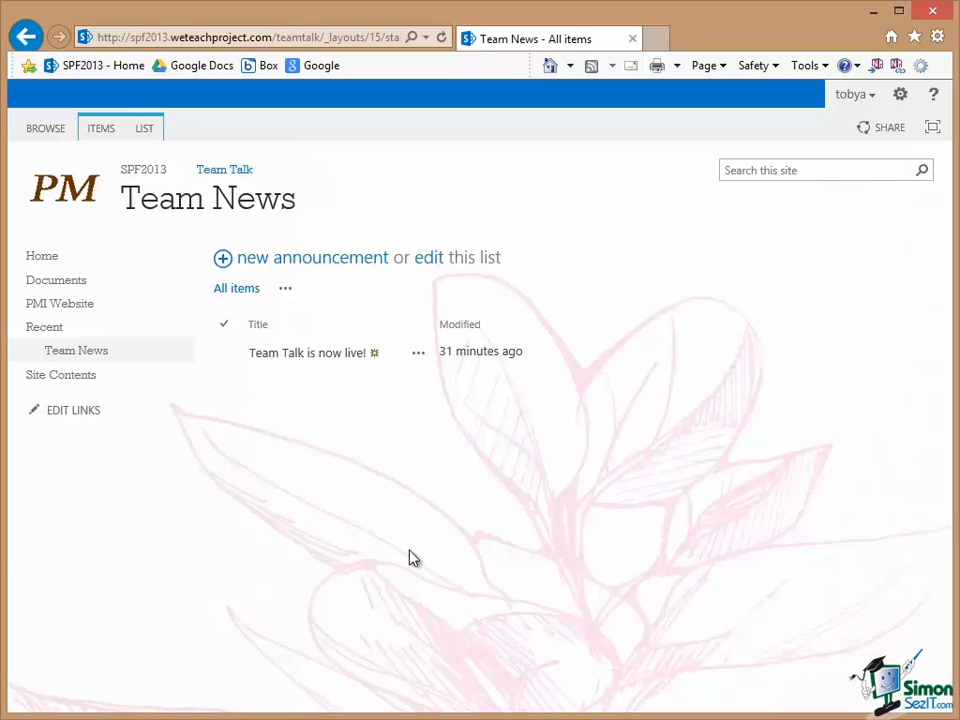 http://spf2013.weteachproject.com/teamtalk/_layouts/15/sta
Team News - All items
SPF2013 - Home
Google Docs
Box
Google
Page
Safety
Tools
tobya
?
BROWSE
ITEMS
LIST
SHARE
PM
SPF2013
Team Talk
Team News
Search this site
Home
Documents
PMI Website
Recent
Team News
Site Contents
EDIT LINKS
new announcement or edit this list
All items
...
Title
Modified
Team Talk is now live!
...
31 minutes ago
Simon
SezIT.com